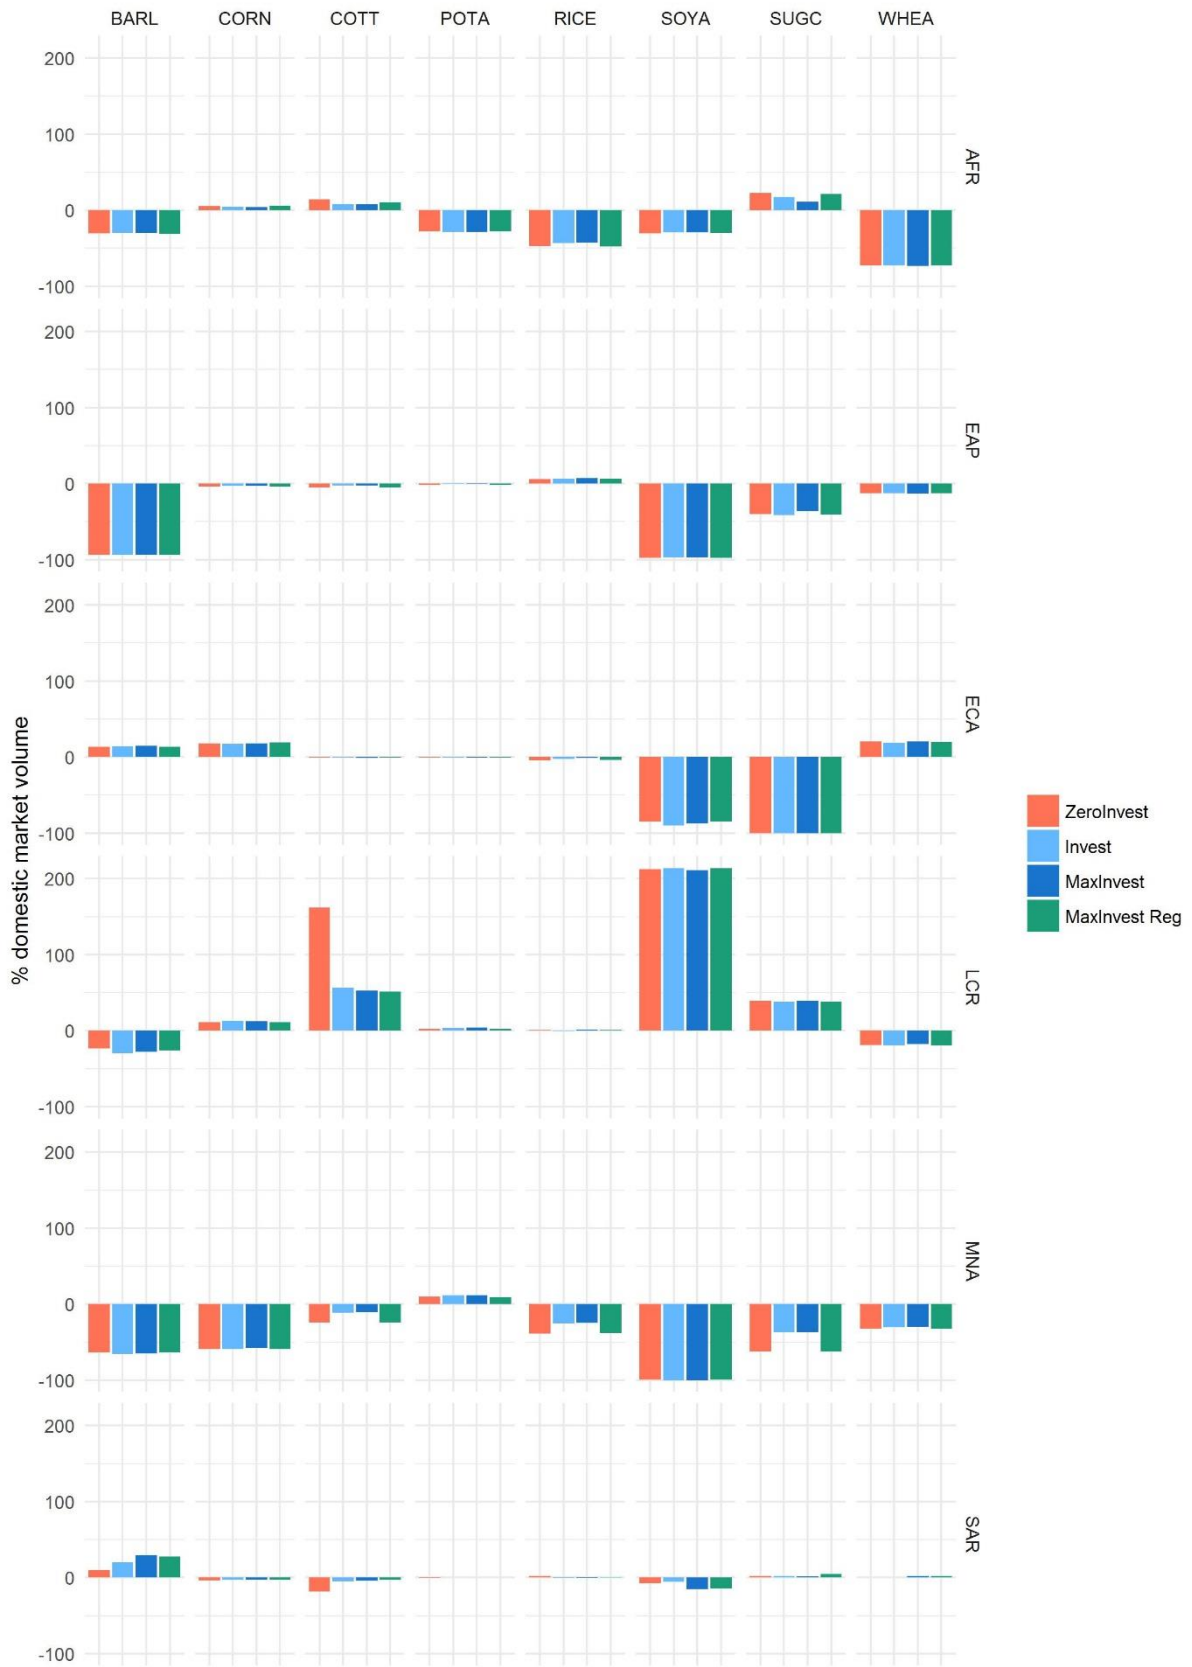 BARL CORN COTT POTA RICE SOYA SUGC WHEA
200
100
0
-100
AFR
200
100
0
-100
EAP
200
100
0
-100
ECA
200
100
0
-100
LCR
200
100
0
-100
MNA
200
100
0
-100
SAR
% domestic market volume
ZeroInvest
Invest
MaxInvest
MaxInvest Reg